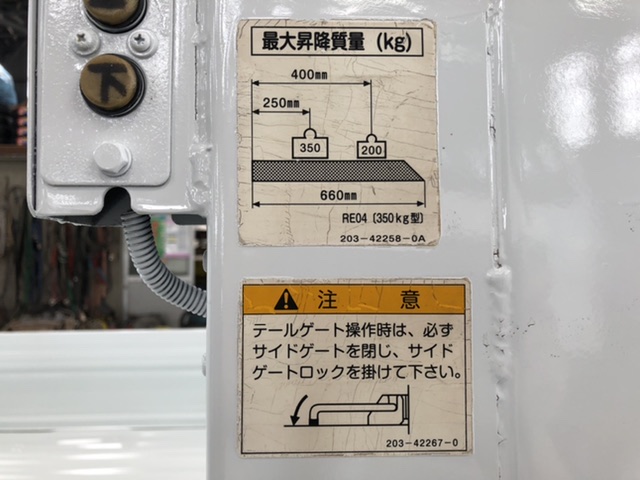 下
最大昇降質量 (kg)
400mm
250mm
350
200
660mm
RE04 〔350kg型〕
203-42258-0A
注 意
テールゲート操作時は、必ず
サイドゲートを閉じ、サイド
ゲートロックを掛けて下さい。
203-42267-0